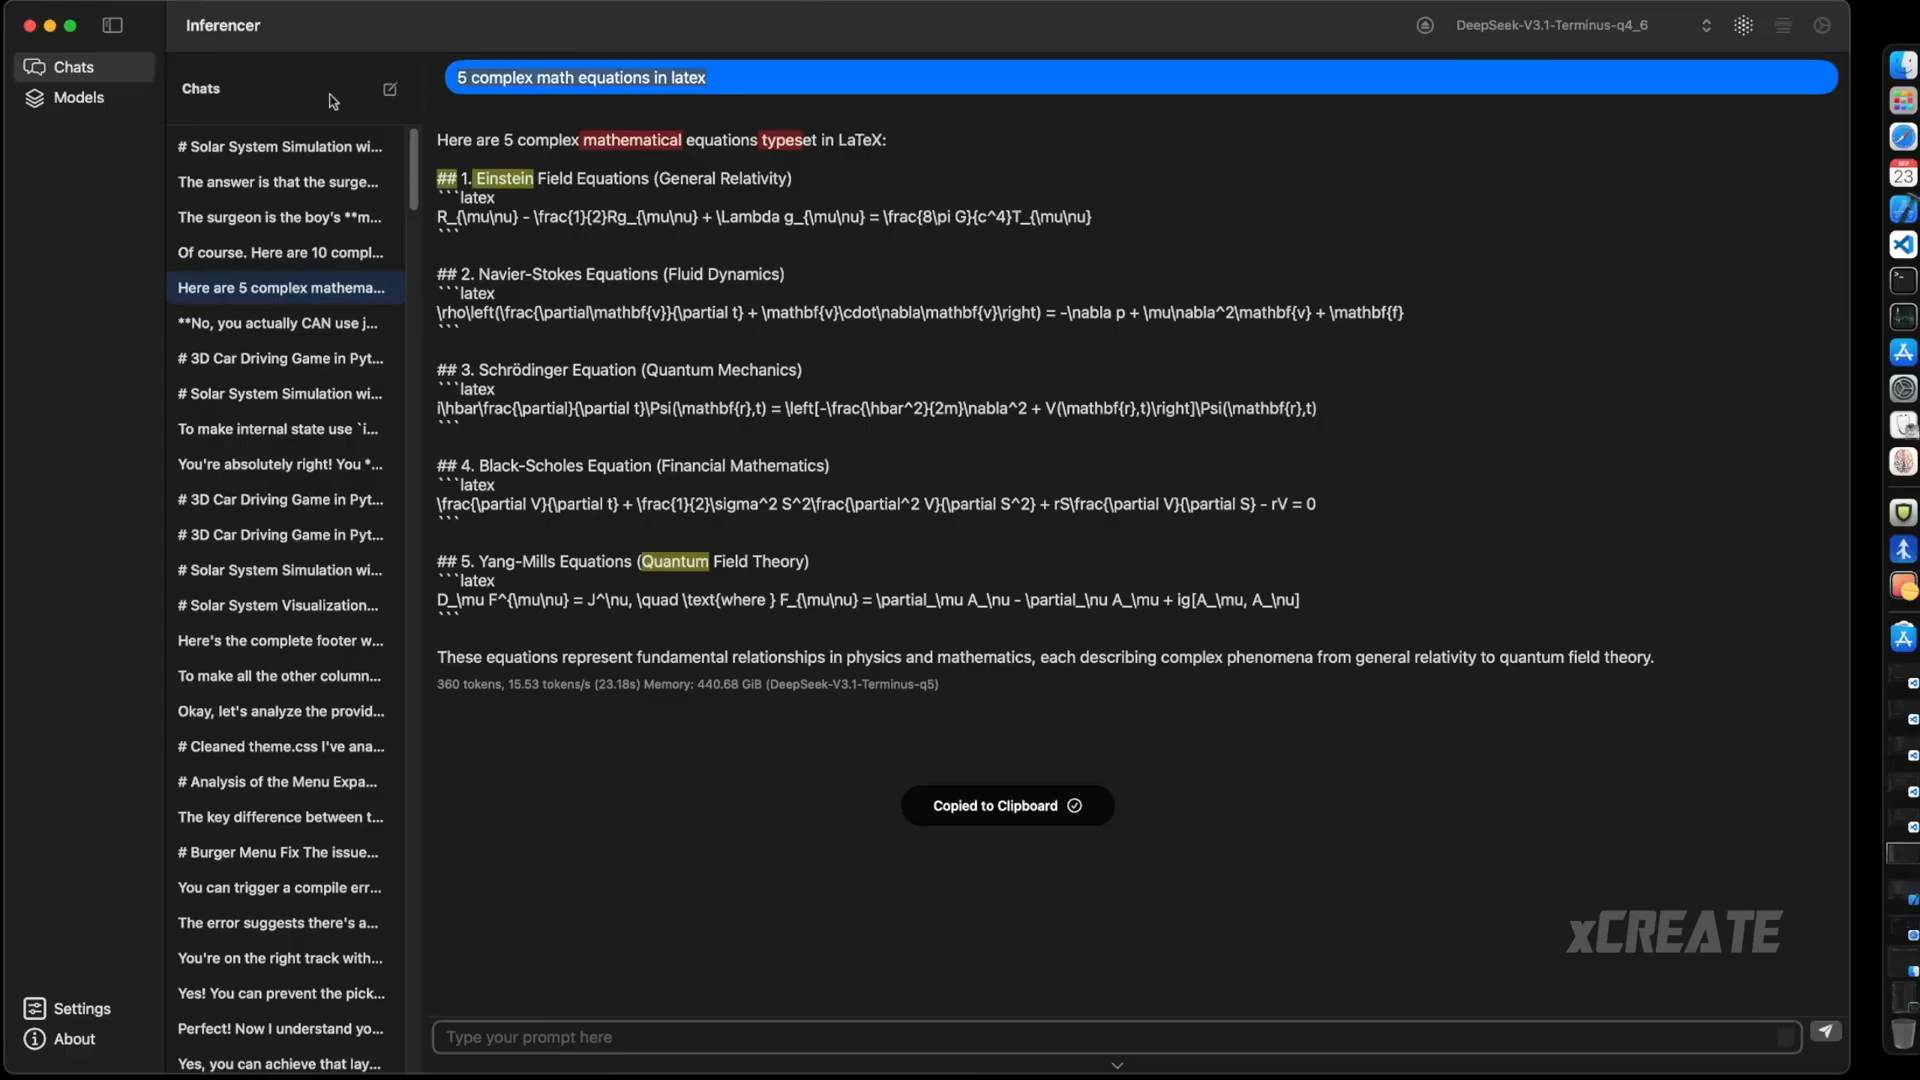 Inferencer
DeepSeek-V3.1-Terminus-q4_6
Chats
Models
Chats
# Solar System Simulation wi...
The answer is that the surge...
The surgeon is the boy's **m...
Of course. Here are 10 compl...
Here are 5 complex mathema...
**No, you actually CAN use j...
# 3D Car Driving Game in Pyt...
# Solar System Simulation wi...
To make internal state use `i...
You're absolutely right! You *...
# 3D Car Driving Game in Pyt...
# 3D Car Driving Game in Pyt...
# Solar System Simulation wi...
# Solar System Visualization...
Here's the complete footer w...
To make all the other column...
Okay, let's analyze the provid...
# Cleaned theme.css I've ana...
# Analysis of the Menu Expa...
The key difference between t...
# Burger Menu Fix The issue...
You can trigger a compile err...
The error suggests there's a...
You're on the right track with...
Yes! You can prevent the pick...
Perfect! Now I understand yo...
Yes, you can achieve that lay...
Settings
About
5 complex math equations in latex
Here are 5 complex mathematical equations typeset in LaTeX:
## 1. Einstein Field Equations (General Relativity)
```latex
R_{\mu\nu} - \frac{1}{2}Rg_{\mu\nu} + \Lambda g_{\mu\nu} = \frac{8\pi G}{c^4}T_{\mu\nu}
```
## 2. Navier-Stokes Equations (Fluid Dynamics)
```latex
\rho\left(\frac{\partial\mathbf{v}}{\partial t} + \mathbf{v}\cdot\nabla\mathbf{v}\right) = -\nabla p + \mu\nabla^2\mathbf{v} + \mathbf{f}
```
## 3. Schrödinger Equation (Quantum Mechanics)
```latex
i\hbar\frac{\partial}{\partial t}\Psi(\mathbf{r},t) = \left[-\frac{\hbar^2}{2m}\nabla^2 + V(\mathbf{r},t)\right]\Psi(\mathbf{r},t)
```
## 4. Black-Scholes Equation (Financial Mathematics)
```latex
\frac{\partial V}{\partial t} + \frac{1}{2}\sigma^2 S^2\frac{\partial^2 V}{\partial S^2} + rS\frac{\partial V}{\partial S} - rV = 0
```
## 5. Yang-Mills Equations (Quantum Field Theory)
```latex
D_\mu F^{\mu\nu} = J^\nu, \quad \text{where } F_{\mu\nu} = \partial_\mu A_\nu - \partial_\nu A_\mu + ig[A_\mu, A_\nu]
```
These equations represent fundamental relationships in physics and mathematics, each describing complex phenomena from general relativity to quantum field theory.
360 tokens, 15.53 tokens/s (23.18s) Memory: 440.68 GiB (DeepSeek-V3.1-Terminus-q5)
Copied to Clipboard
xCREATE
Type your prompt here
SEP
23